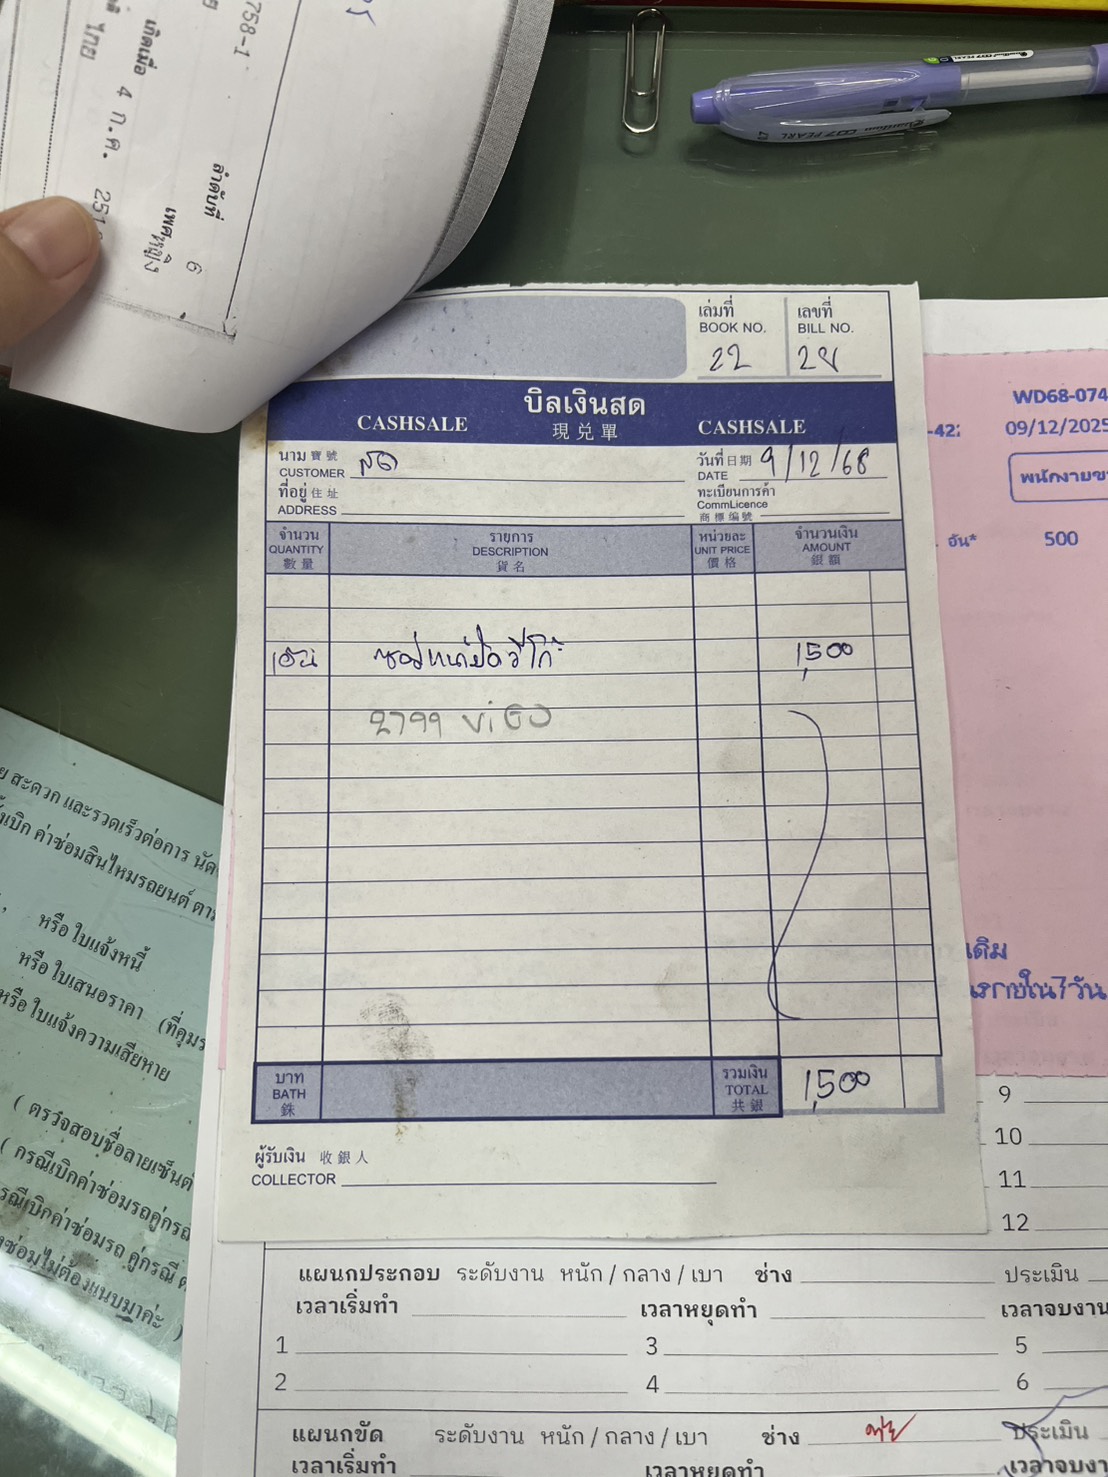 758-1
ลำดับที่ 6
เพศหญิง
เกิดเมื่อ 4 ก.ค. 251
ไทย
เล่มที่
BOOK NO.
22
เลขที่
BILL NO.
บิลเงินสด
CASHSALE 現兌單 CASHSALE
นาม 寶號
CUSTOMER สด
วันที่ 日期
DATE 9/12/68
ที่อยู่ 住址
ADDRESS
ทะเบียนการค้า
CommLicence
商標編號
จำนวน
QUANTITY
數量
รายการ
DESCRIPTION
貨名
หน่วยละ
UNIT PRICE
價格
จำนวนเงิน
AMOUNT
銀額
1,500
2799 ViGO
บาท
BATH
銖
รวมเงิน
TOTAL
共銀
1,500
ผู้รับเงิน 收銀人
COLLECTOR
WD68-074
-42
09/12/2025
พนักงานข
อัน* 500
เดิม
ภายใน 7 วัน
สะดวก และรวดเร็วต่อการ นัด
เบิก ค่าซ่อมสินไหมรถยนต์ ตา
หรือ ใบแจ้งหนี้
หรือ ใบเสนอราคา
หรือ ใบแจ้งความเสียหาย
( ตรวจสอบชื่อลายเซ็นต์
( กรณีเบิกค่าซ่อมรถคู่กรณี
รณีเบิกค่าซ่อมรถ คู่กรณี
ซ่อมไม่ต้องแนบมาค่ะ )
9
10
11
12
แผนกประกอบ ระดับงาน หนัก / กลาง / เบา ช่าง ประเมิน
เวลาเริ่มทำ เวลาหยุดทำ เวลาจบงาน
1 3 5
2 4 6
แผนกขัด ระดับงาน หนัก / กลาง / เบา ช่าง ประเมิน
เวลาเริ่มทำ เวลาหยุดทำ เวลาจบงาน